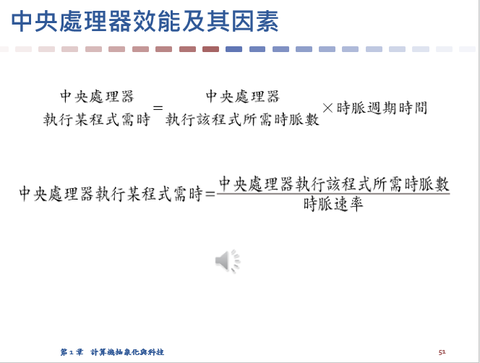 中央處理器效能及其因素
中央處理器 中央處理器
執行某程式需時 = 執行該程式所需時脈數 ×時脈週期時間
中央處理器執行某程式需時=中央處理器執行該程式所需時脈數
時脈速率
第 1 章 計算機抽象化與科技
52